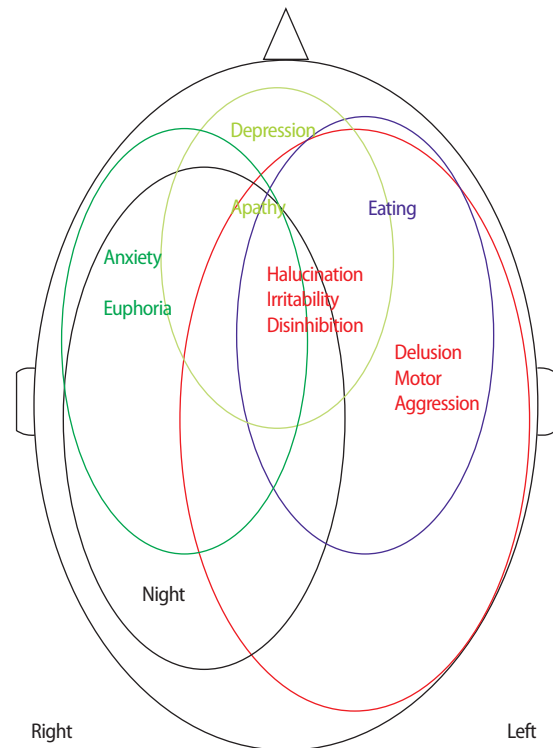 Depression
Apathy
Eating
Anxiety
Euphoria
Halucination
Irritability
Disinhibition
Delusion
Motor
Aggression
Night
Right
Left